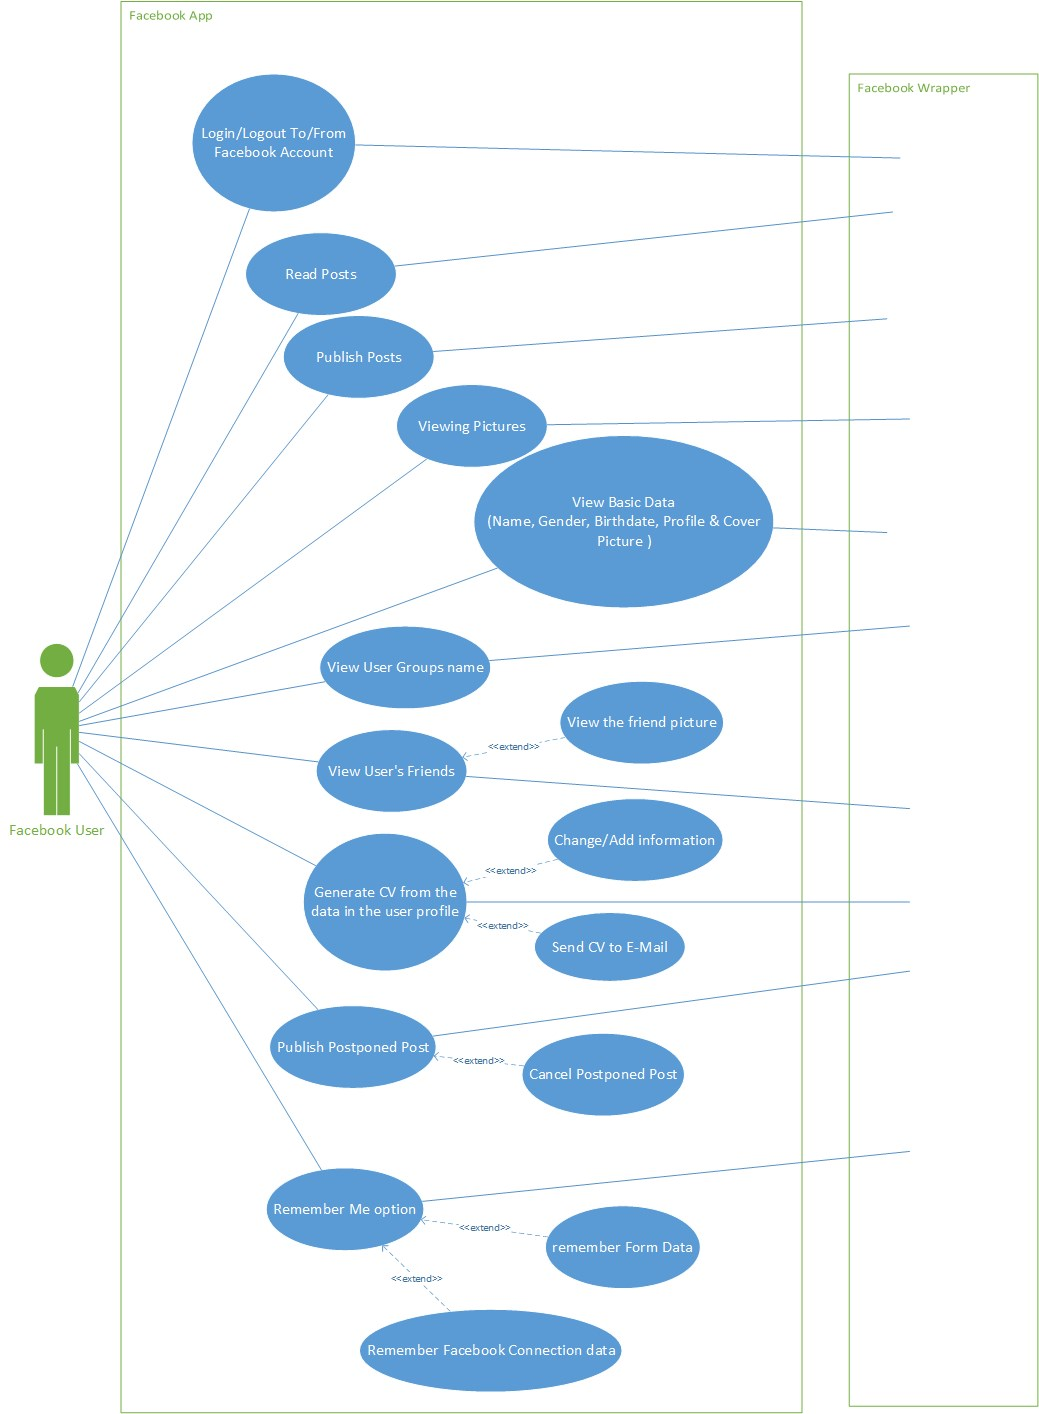 Facebook App
Facebook Wrapper
Login/Logout To/From
Facebook Account
Read Posts
Publish Posts
Viewing Pictures
View Basic Data
(Name, Gender, Birthdate, Profile & Cover
Picture )
View User Groups name
View the friend picture
<<extend>>
View User's Friends
Facebook User
Change/Add information
<<extend>>
Generate CV from the
data in the user profile
<<extend>>
Send CV to E-Mail
Publish Postponed Post
<<extend>>
Cancel Postponed Post
Remember Me option
<<extend>>
remember Form Data
<<extend>>
Remember Facebook Connection data